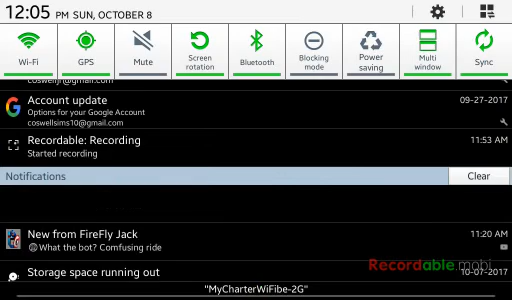 12:05 PM SUN, OCTOBER 8
Wi-Fi
GPS
Mute
Screen rotation
Bluetooth
Blocking mode
Power saving
Multi window
Sync
Account update 09-27-2017
Options for your Google Account
coswellsims10@gmail.com
Recordable: Recording 11:53 AM
Started recording
Notifications Clear
New from FireFly Jack 11:20 AM
What the bot? Comfusing ride
Recordable.mobi
Storage space running out 10-07-2017
"MyCharterWiFibe-2G"